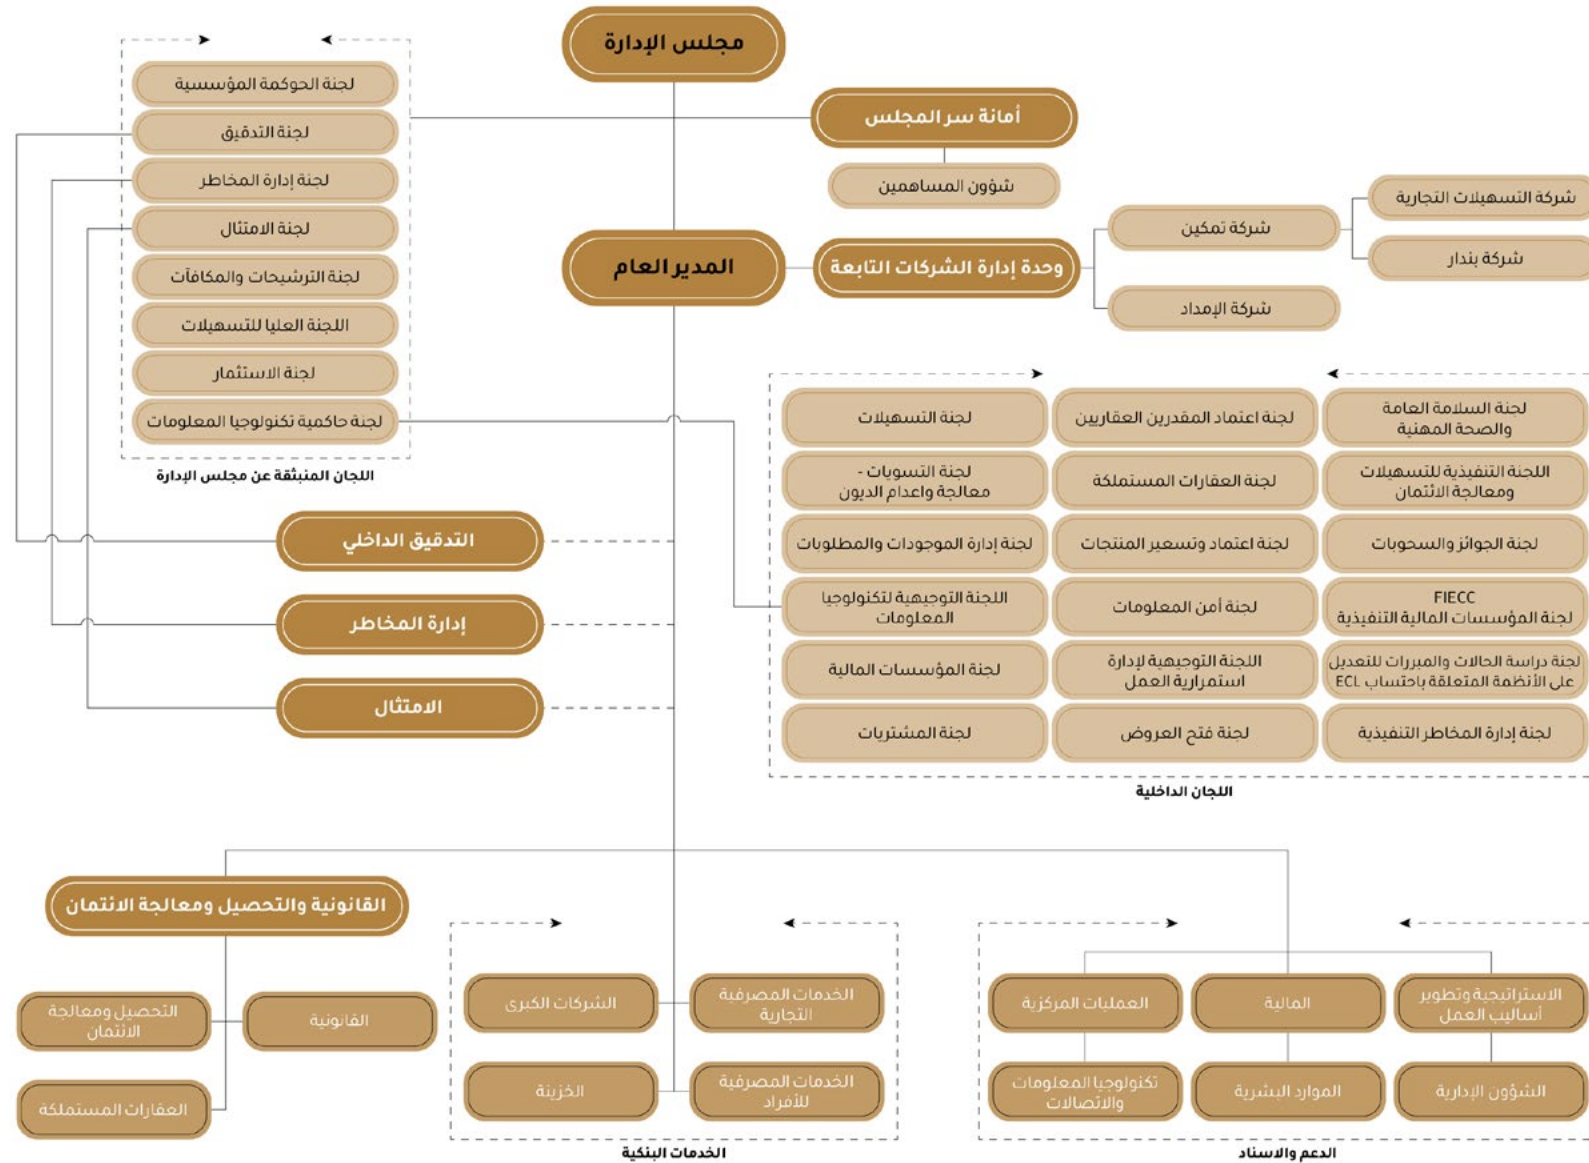 مجلس الإدارة
أمانة سر المجلس
شؤون المساهمين
المدير العام
وحدة إدارة الشركات التابعة
شركة تمكين
شركة الإمداد
شركة التسهيلات التجارية
شركة بندار
لجنة الحوكمة المؤسسية
لجنة التدقيق
لجنة إدارة المخاطر
لجنة الامتثال
لجنة الترشيحات والمكافآت
اللجنة العليا للتسهيلات
لجنة الاستثمار
لجنة حاكمية تكنولوجيا المعلومات
اللجان المنبثقة عن مجلس الإدارة
لجنة السلامة العامة
والصحة المهنية
لجنة اعتماد المقدرين العقاريين
لجنة التسهيلات
اللجنة التنفيذية للتسهيلات
ومعالجة الائتمان
لجنة العقارات المستملكة
لجنة التسويات -
معالجة واعدام الديون
لجنة الجوائز والسحوبات
لجنة اعتماد وتسعير المنتجات
لجنة إدارة الموجودات والمطلوبات
FIECC
لجنة المؤسسات المالية التنفيذية
لجنة أمن المعلومات
اللجنة التوجيهية لتكنولوجيا
المعلومات
لجنة دراسة الحالات والمبررات للتعديل
على الأنظمة المتعلقة باحتساب ECL
اللجنة التوجيهية لإدارة
استمرارية العمل
لجنة المؤسسات المالية
لجنة إدارة المخاطر التنفيذية
لجنة فتح العروض
لجنة المشتريات
اللجان الداخلية
التدقيق الداخلي
إدارة المخاطر
الامتثال
الاستراتيجية وتطوير
أساليب العمل
المالية
العمليات المركزية
الشؤون الإدارية
الموارد البشرية
تكنولوجيا المعلومات
والاتصالات
الدعم والاسناد
الخدمات المصرفية
التجارية
الشركات الكبرى
الخدمات المصرفية
للأفراد
الخزينة
الخدمات البنكية
القانونية والتحصيل ومعالجة الائتمان
القانونية
التحصيل ومعالجة
الائتمان
العقارات المستملكة